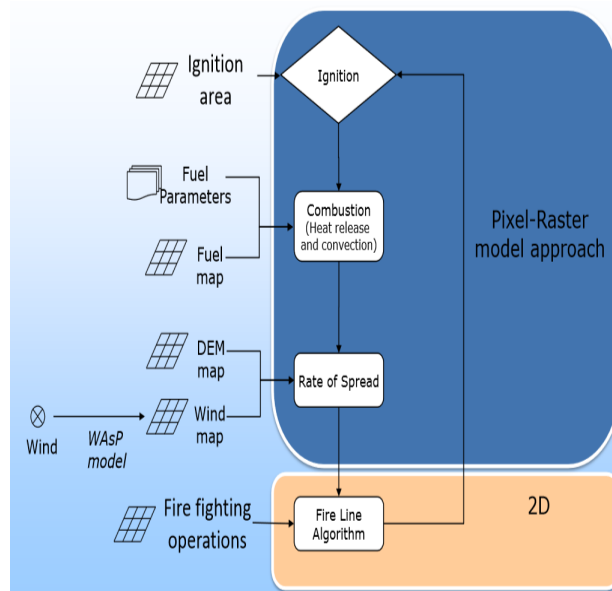 Ignition
area
Ignition
Fuel
Parameters
Combustion
(Heat release
and convection)
Pixel-Raster
model approach
Fuel
map
DEM
map
Rate of Spread
Wind
map
Wind
WAsP
model
Fire fighting
operations
Fire Line
Algorithm
2D